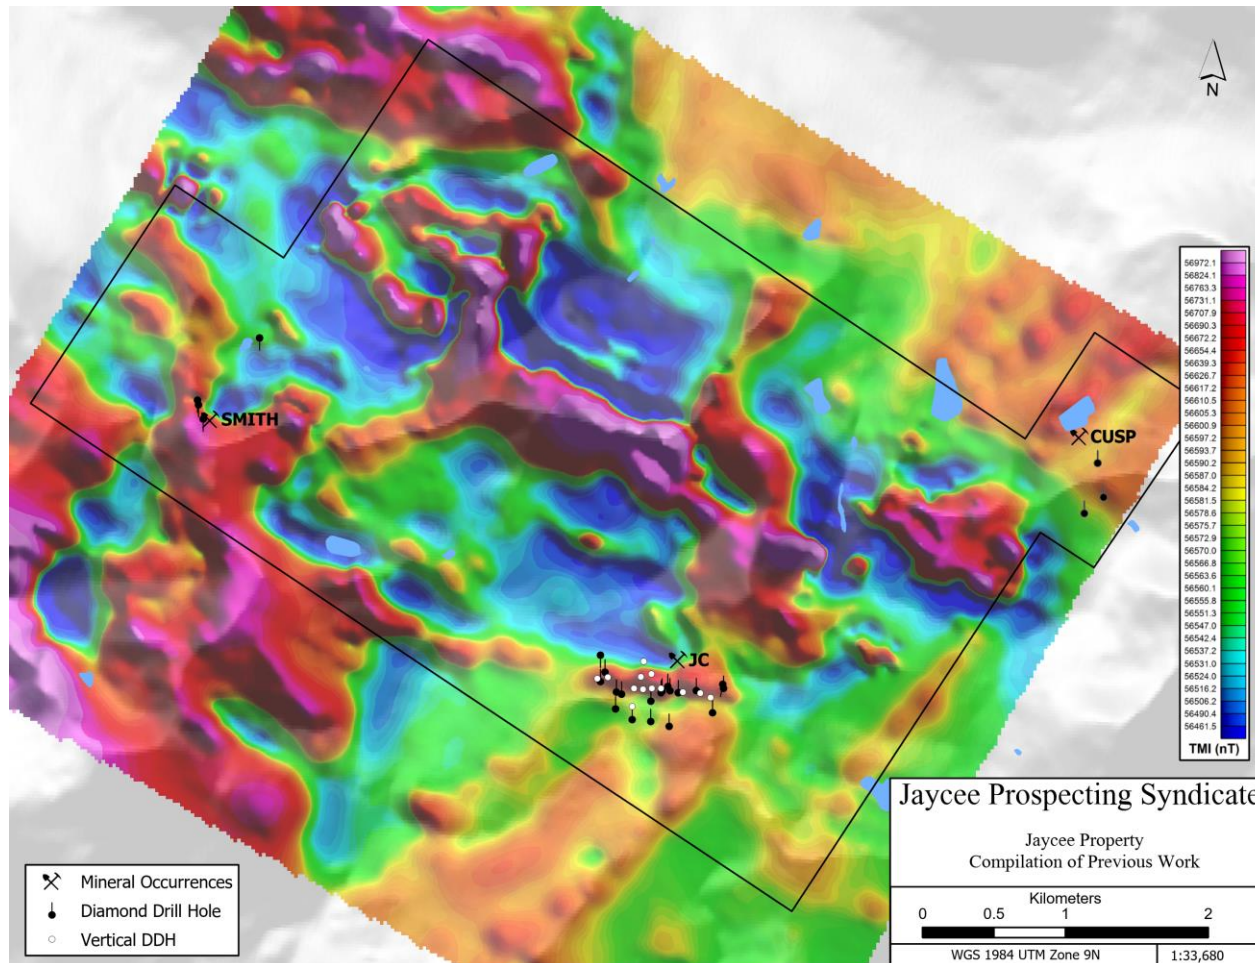 N
SMITH
CUSP
JC
56972.1
56824.1
56763.3
56731.1
56707.9
56690.3
56672.2
56654.4
56639.3
56626.7
56617.2
56610.5
56605.3
56600.9
56597.2
56593.7
56590.2
56587.0
56584.2
56581.5
56578.6
56575.7
56572.9
56570.0
56566.8
56563.6
56560.1
56555.8
56551.3
56547.0
56542.4
56537.2
56531.0
56524.0
56516.2
56506.2
56490.4
56461.5
TMI (nT)
Jaycee Prospecting Syndicate
Jaycee Property
Compilation of Previous Work
Kilometers
0 0.5 1 2
WGS 1984 UTM Zone 9N 1:33,680
Mineral Occurrences
Diamond Drill Hole
Vertical DDH